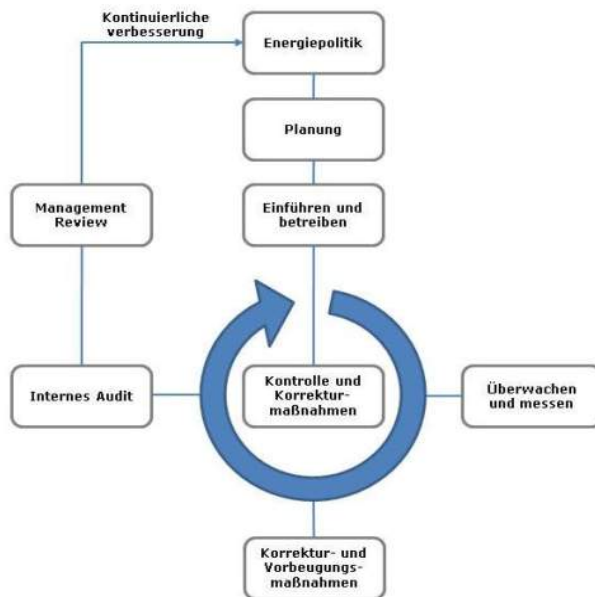 Kontinuierliche
verbesserung
Energiepolitik
Planung
Management
Review
Einführen und
betreiben
Internes Audit
Kontrolle und
Korrektur-
maßnahmen
Überwachen
und messen
Korrektur- und
Vorbeugungs-
maßnahmen